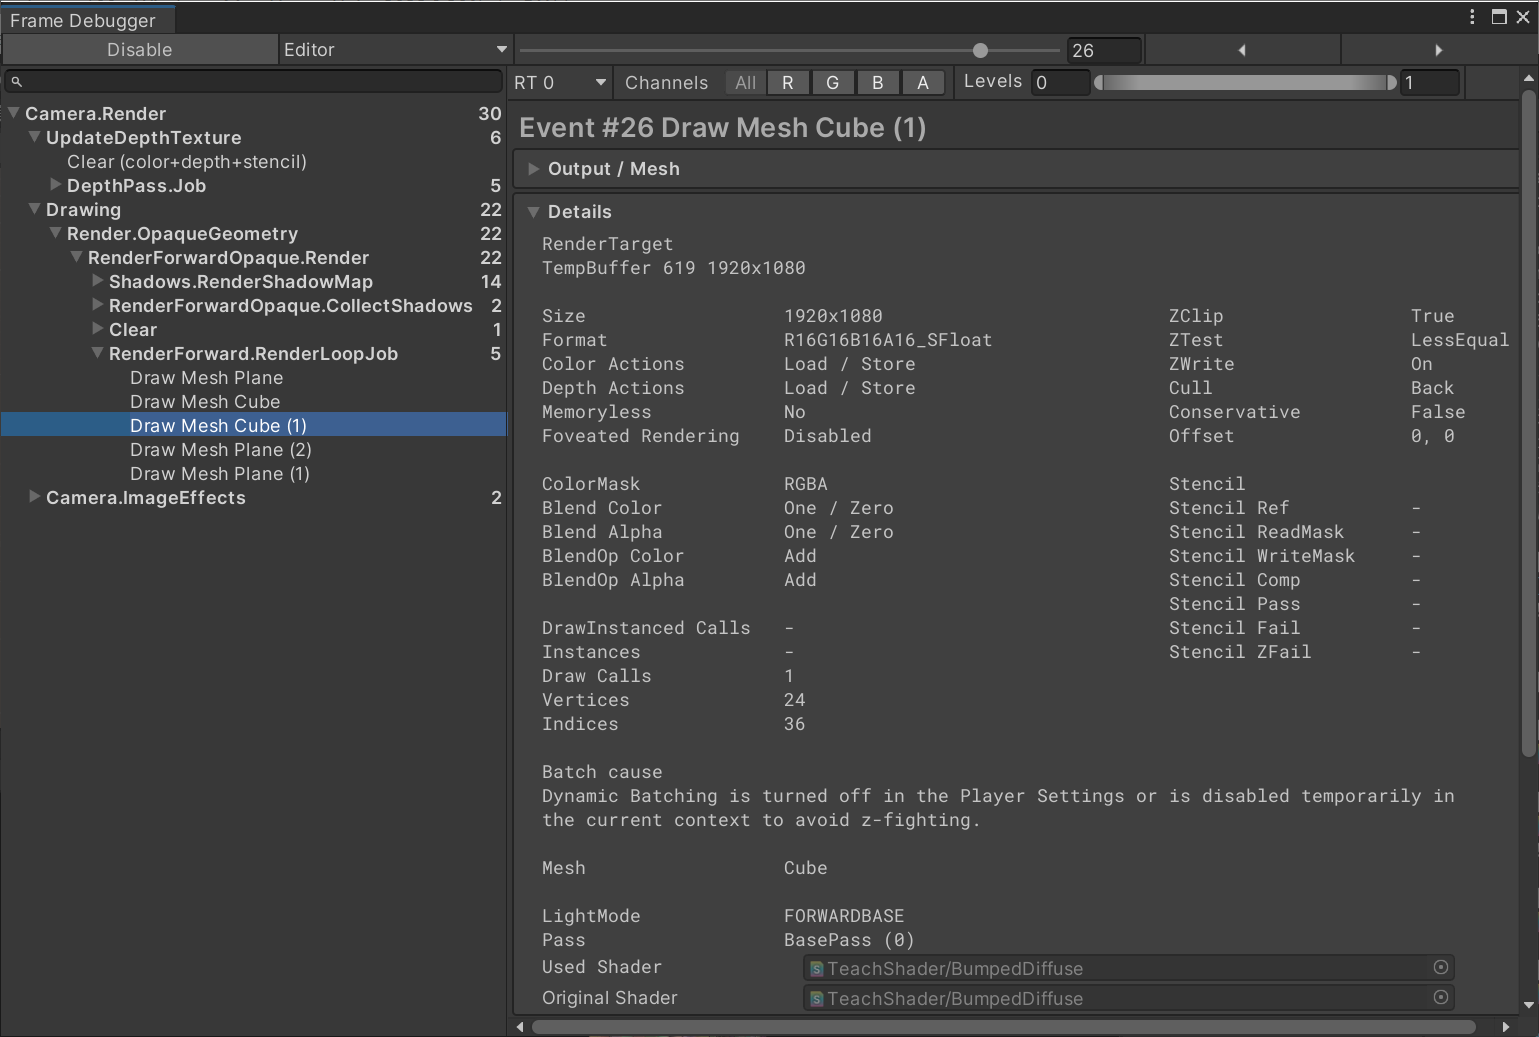 Frame Debugger
Disable Editor 26
RT 0 Channels All R G B A Levels 0 1
Camera.Render 30
UpdateDepthTexture 6
Clear (color+depth+stencil)
DepthPass.Job 5
Drawing 22
Render.OpaqueGeometry 22
RenderForwardOpaque.Render 22
Shadows.RenderShadowMap 14
RenderForwardOpaque.CollectShadows 2
Clear 1
RenderForward.RenderLoopJob 5
Draw Mesh Plane
Draw Mesh Cube
Draw Mesh Cube (1)
Draw Mesh Plane (2)
Draw Mesh Plane (1)
Camera.ImageEffects 2
Event #26 Draw Mesh Cube (1)
Output / Mesh
Details
RenderTarget
TempBuffer 619 1920x1080
Size 1920x1080 ZClip True
Format R16G16B16A16_SFloat ZTest LessEqual
Color Actions Load / Store ZWrite On
Depth Actions Load / Store Cull Back
Memoryless No Conservative False
Foveated Rendering Disabled Offset 0, 0
ColorMask RGBA Stencil
Blend Color One / Zero Stencil Ref -
Blend Alpha One / Zero Stencil ReadMask -
BlendOp Color Add Stencil WriteMask -
BlendOp Alpha Add Stencil Comp -
Stencil Pass -
DrawInstanced Calls - Stencil Fail -
Instances - Stencil ZFail -
Draw Calls 1
Vertices 24
Indices 36
Batch cause
Dynamic Batching is turned off in the Player Settings or is disabled temporarily in
the current context to avoid z-fighting.
Mesh Cube
LightMode FORWARDBASE
Pass BasePass (0)
Used Shader TeachShader/BumpedDiffuse
Original Shader TeachShader/BumpedDiffuse